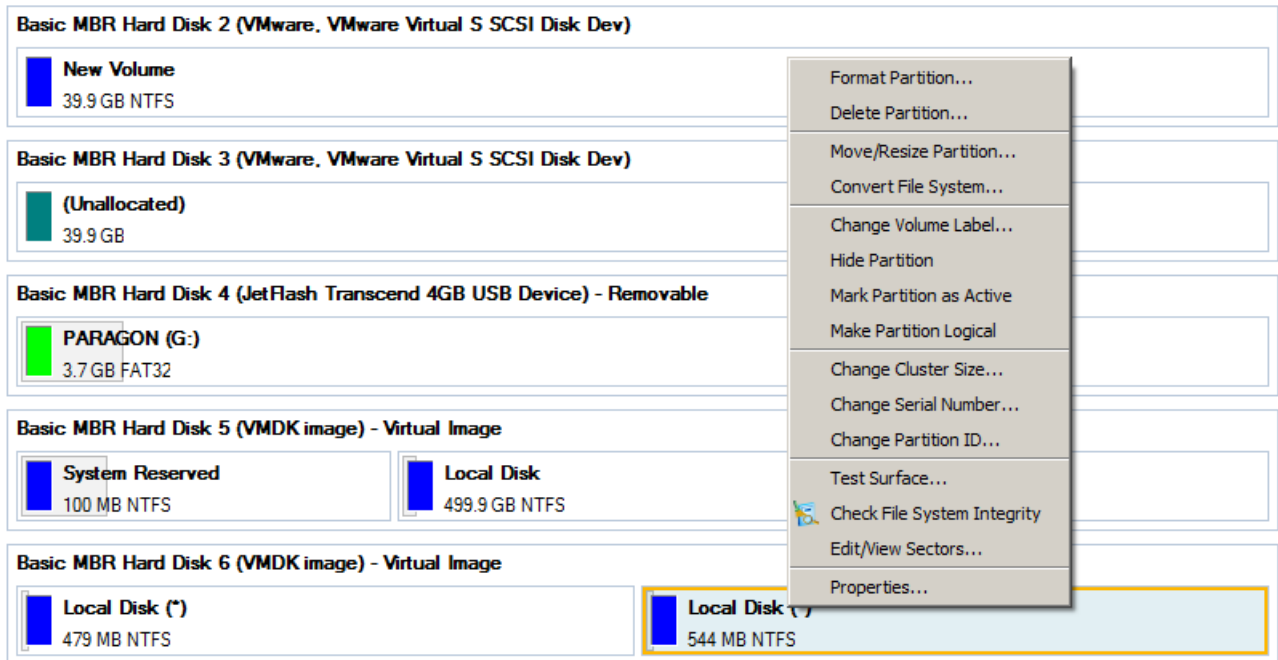 Basic MBR Hard Disk 2 (VMware, VMware Virtual S SCSI Disk Dev)
New Volume
39.9 GB NTFS
Basic MBR Hard Disk 3 (VMware, VMware Virtual S SCSI Disk Dev)
(Unallocated)
39.9 GB
Basic MBR Hard Disk 4 (JetFlash Transcend 4GB USB Device) - Removable
PARAGON (G:)
3.7 GB FAT32
Basic MBR Hard Disk 5 (VMDK image) - Virtual Image
System Reserved
100 MB NTFS
Local Disk
499.9 GB NTFS
Basic MBR Hard Disk 6 (VMDK image) - Virtual Image
Local Disk (*)
479 MB NTFS
Local Disk (*)
544 MB NTFS
Format Partition...
Delete Partition...
Move/Resize Partition...
Convert File System...
Change Volume Label...
Hide Partition
Mark Partition as Active
Make Partition Logical
Change Cluster Size...
Change Serial Number...
Change Partition ID...
Test Surface...
Check File System Integrity
Edit/View Sectors...
Properties...